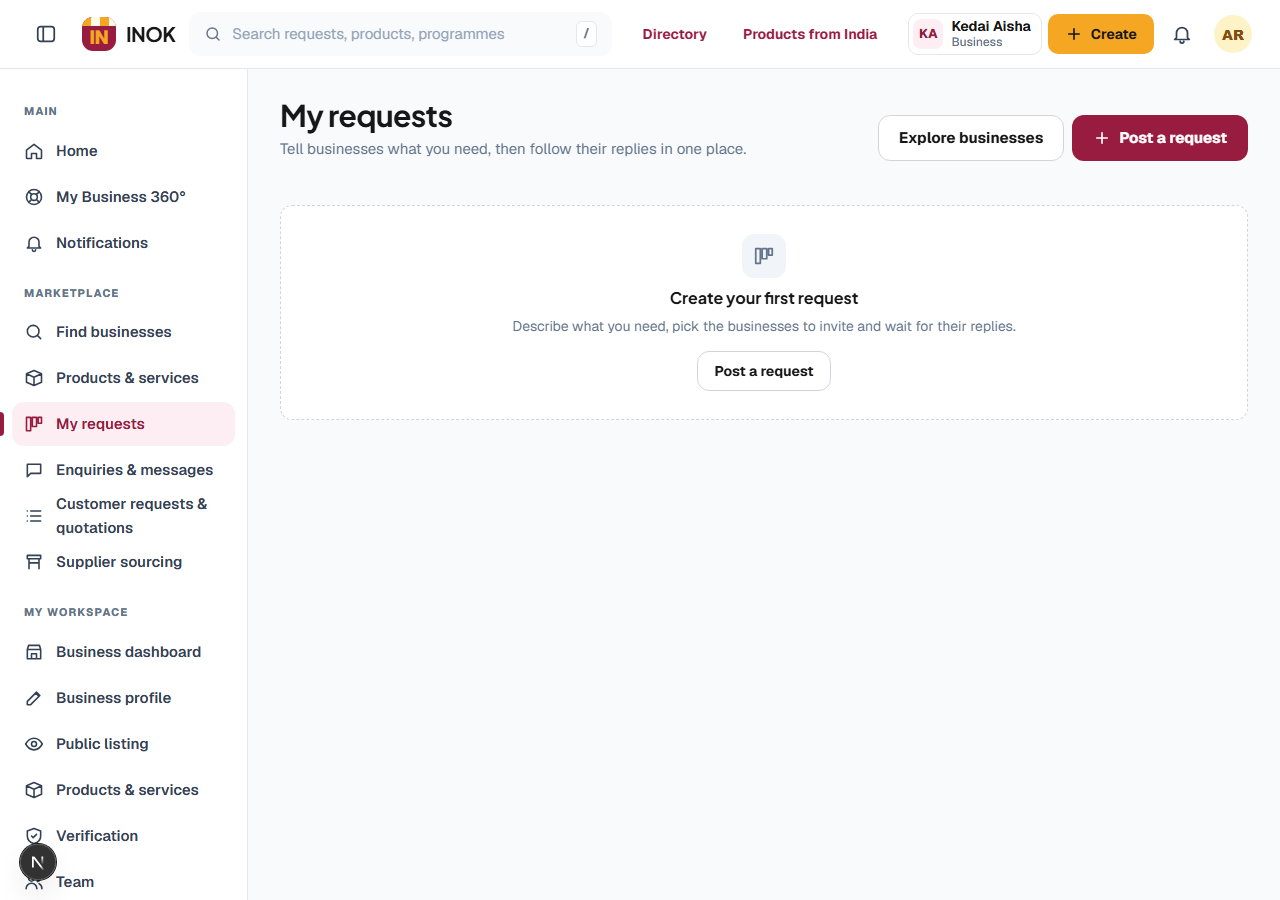 IN INOK
Search requests, products, programmes
/
Directory
Products from India
KA
Kedai Aisha
Business
Create
AR
MAIN
Home
My Business 360°
Notifications
MARKETPLACE
Find businesses
Products & services
My requests
Enquiries & messages
Customer requests &
quotations
Supplier sourcing
MY WORKSPACE
Business dashboard
Business profile
Public listing
Products & services
Verification
N
Team
My requests
Tell businesses what you need, then follow their replies in one place.
Explore businesses
Post a request
Create your first request
Describe what you need, pick the businesses to invite and wait for their replies.
Post a request